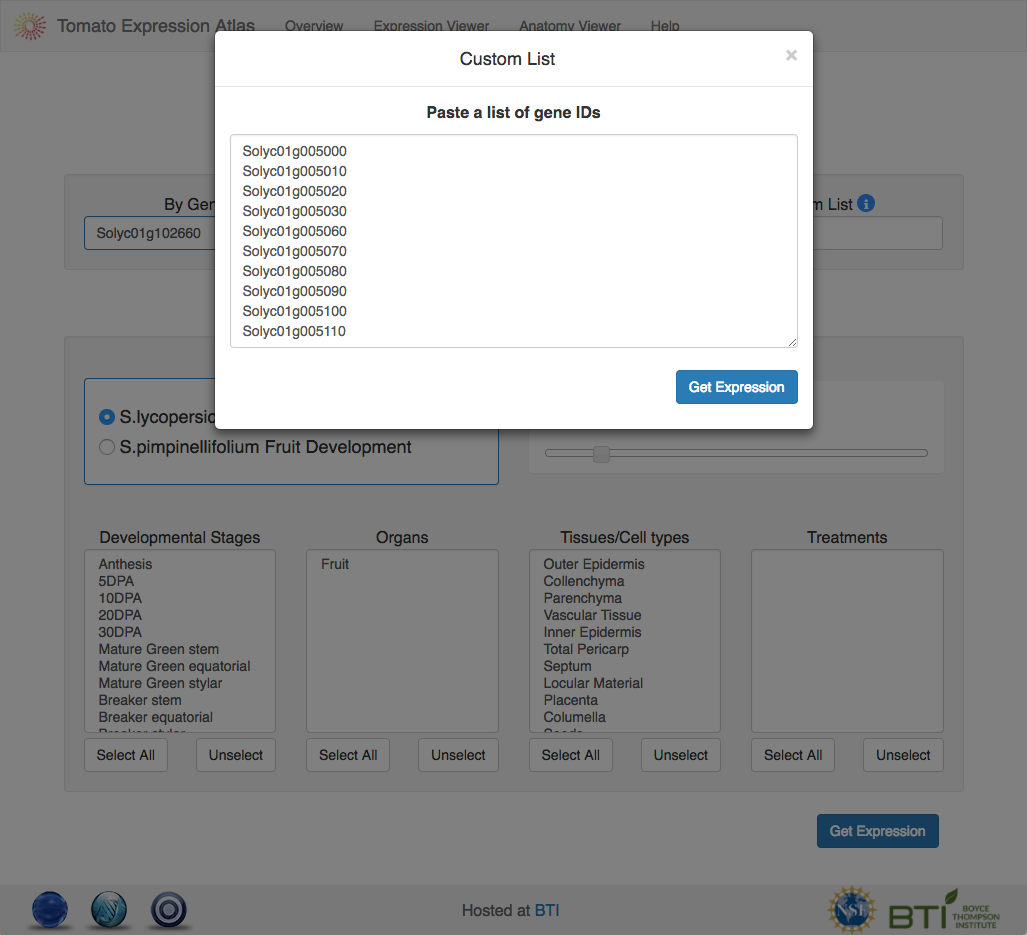 Tomato Expression Atlas Overview Expression Viewer Anatomy Viewer Help
Custom List
×
Paste a list of gene IDs
Solyc01g005000
Solyc01g005010
Solyc01g005020
Solyc01g005030
Solyc01g005060
Solyc01g005070
Solyc01g005080
Solyc01g005090
Solyc01g005100
Solyc01g005110
Get Expression
By Gen
m List i
Solyc01g102660
S.lycopersic
S.pimpinellifolium Fruit Development
Developmental Stages
Anthesis
5DPA
10DPA
20DPA
30DPA
Mature Green stem
Mature Green equatorial
Mature Green stylar
Breaker stem
Breaker equatorial
Breaker stylar
Select All Unselect
Organs
Fruit
Select All Unselect
Tissues/Cell types
Outer Epidermis
Collenchyma
Parenchyma
Vascular Tissue
Inner Epidermis
Total Pericarp
Septum
Locular Material
Placenta
Columella
Seeds
Select All Unselect
Treatments
Select All Unselect
Get Expression
Hosted at BTI
NSF
BTI
BOYCE
THOMPSON
INSTITUTE